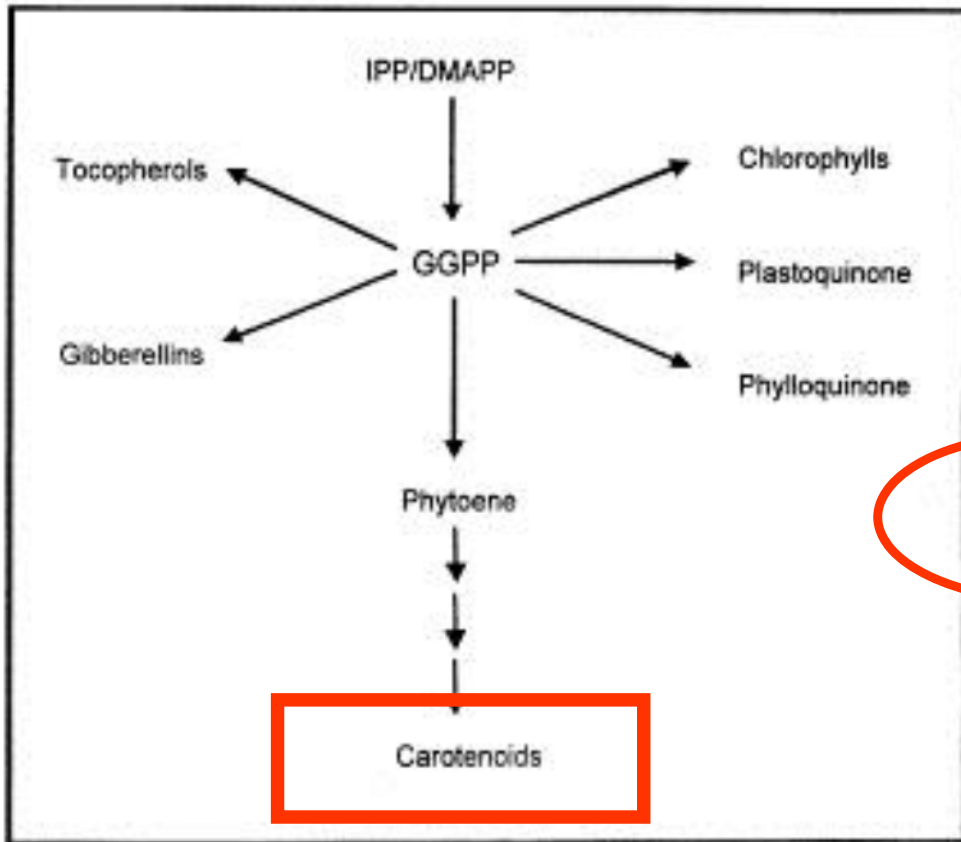 IPP/DMAPP
Tocopherols
Chlorophylls
GGPP
Plastoquinone
Gibberellins
Phylloquinone
Phytoene
Carotenoids